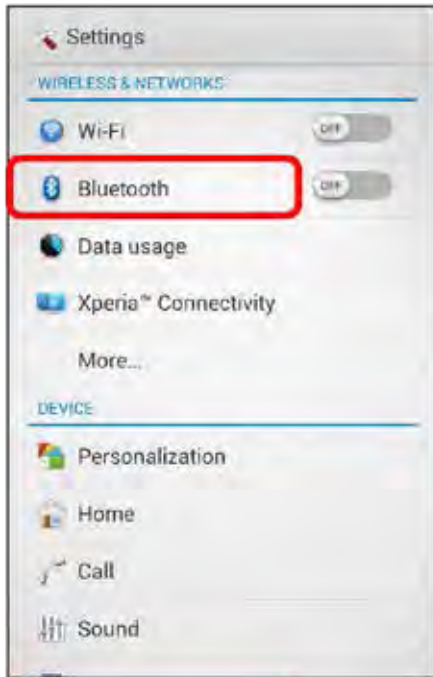 Settings
WIRELESS & NETWORKS
Wi-Fi OFF
Bluetooth OFF
Data usage
Xperia™ Connectivity
More...
DEVICE
Personalization
Home
Call
Sound